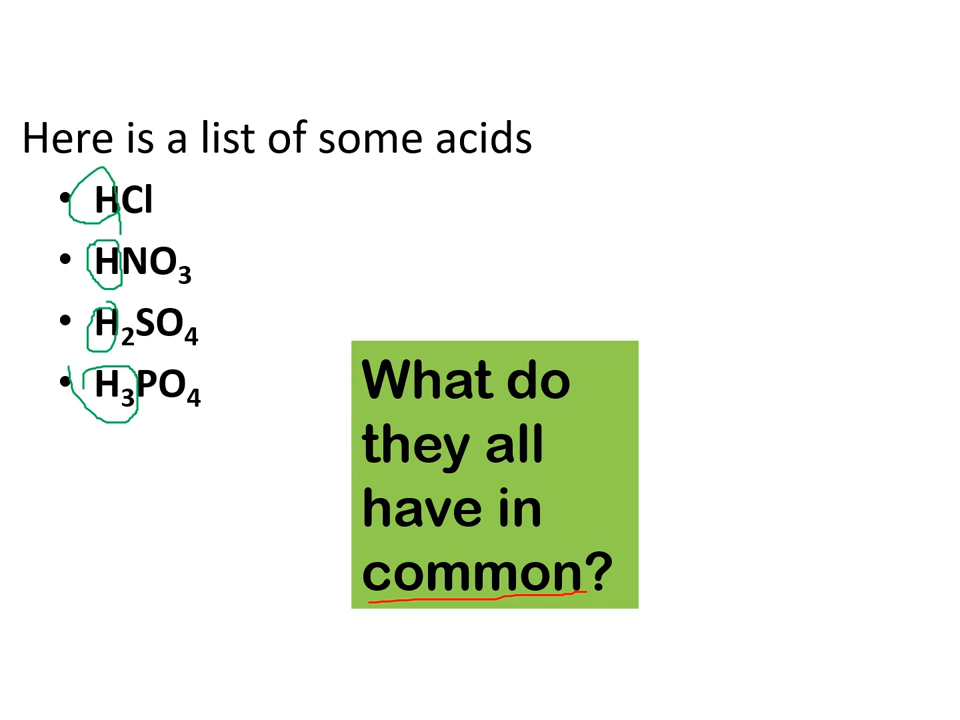 Here is a list of some acids
• HCl
• HNO₃
• H₂SO₄
• H₃PO₄
What do
they all
have in
common?